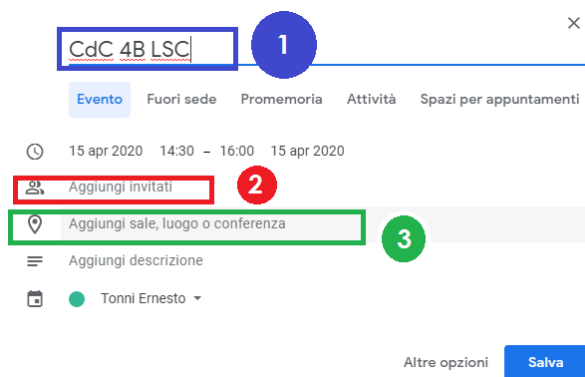 CdC 4B LSC
1
Evento Fuori sede Promemoria Attività Spazi per appuntamenti
15 apr 2020 14:30 – 16:00 15 apr 2020
Aggiungi invitati
2
Aggiungi sale, luogo o conferenza
3
Aggiungi descrizione
Tonni Ernesto
Altre opzioni Salva